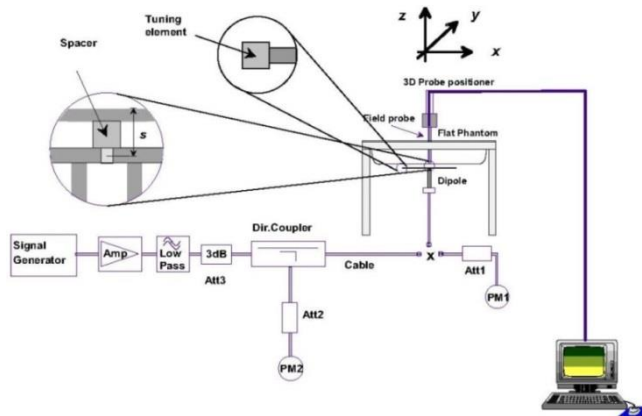 Tuning
element
Spacer
s
z
y
x
3D Probe positioner
Field probe
Flat Phantom
Dipole
Signal
Generator
Amp
Low
Pass
3dB
Att3
Dir.Coupler
Cable
x
Att1
PM1
Att2
PM2